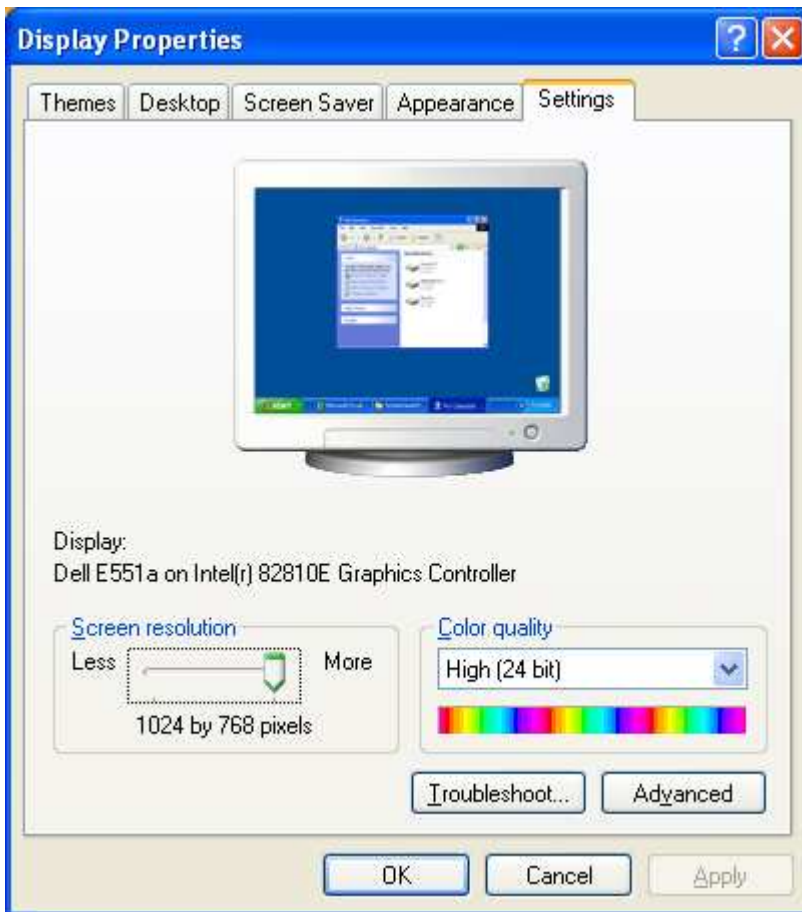 Display Properties
?
Themes Desktop Screen Saver Appearance Settings
Display:
Dell E551a on Intel(r) 82810E Graphics Controller
Screen resolution Color quality
Less More High (24 bit)
1024 by 768 pixels
Troubleshoot... Advanced
OK Cancel Apply